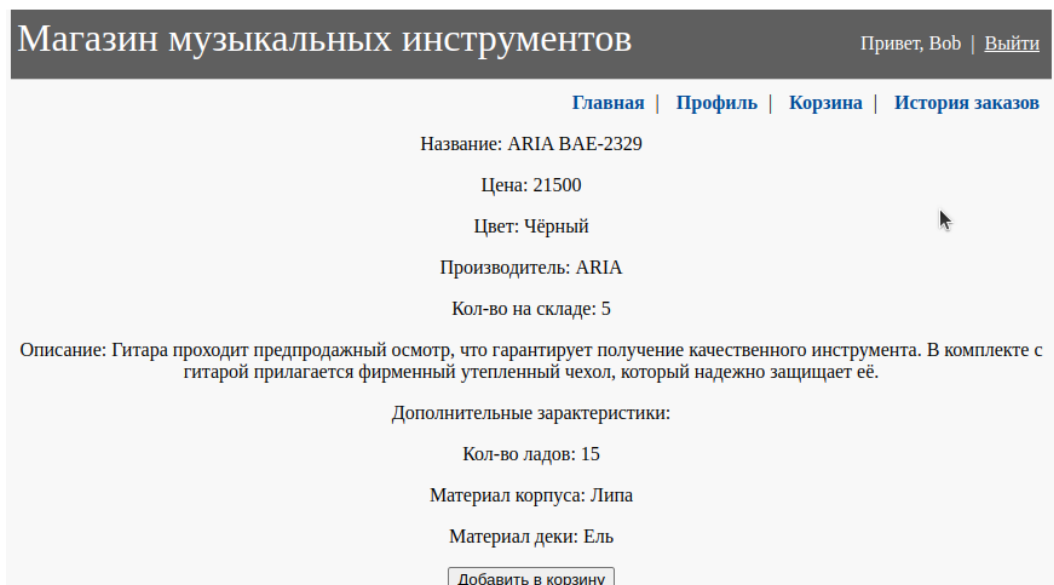 Магазин музыкальных инструментов
Привет, Bob | Выйти
Главная | Профиль | Корзина | История заказов
Название: ARIA BAE-2329
Цена: 21500
Цвет: Чёрный
Производитель: ARIA
Кол-во на складе: 5
Описание: Гитара проходит предпродажный осмотр, что гарантирует получение качественного инструмента. В комплекте с
гитарой прилагается фирменный утепленный чехол, который надежно защищает её.
Дополнительные зарактеристики:
Кол-во ладов: 15
Материал корпуса: Липа
Материал деки: Ель
Добавить в корзину